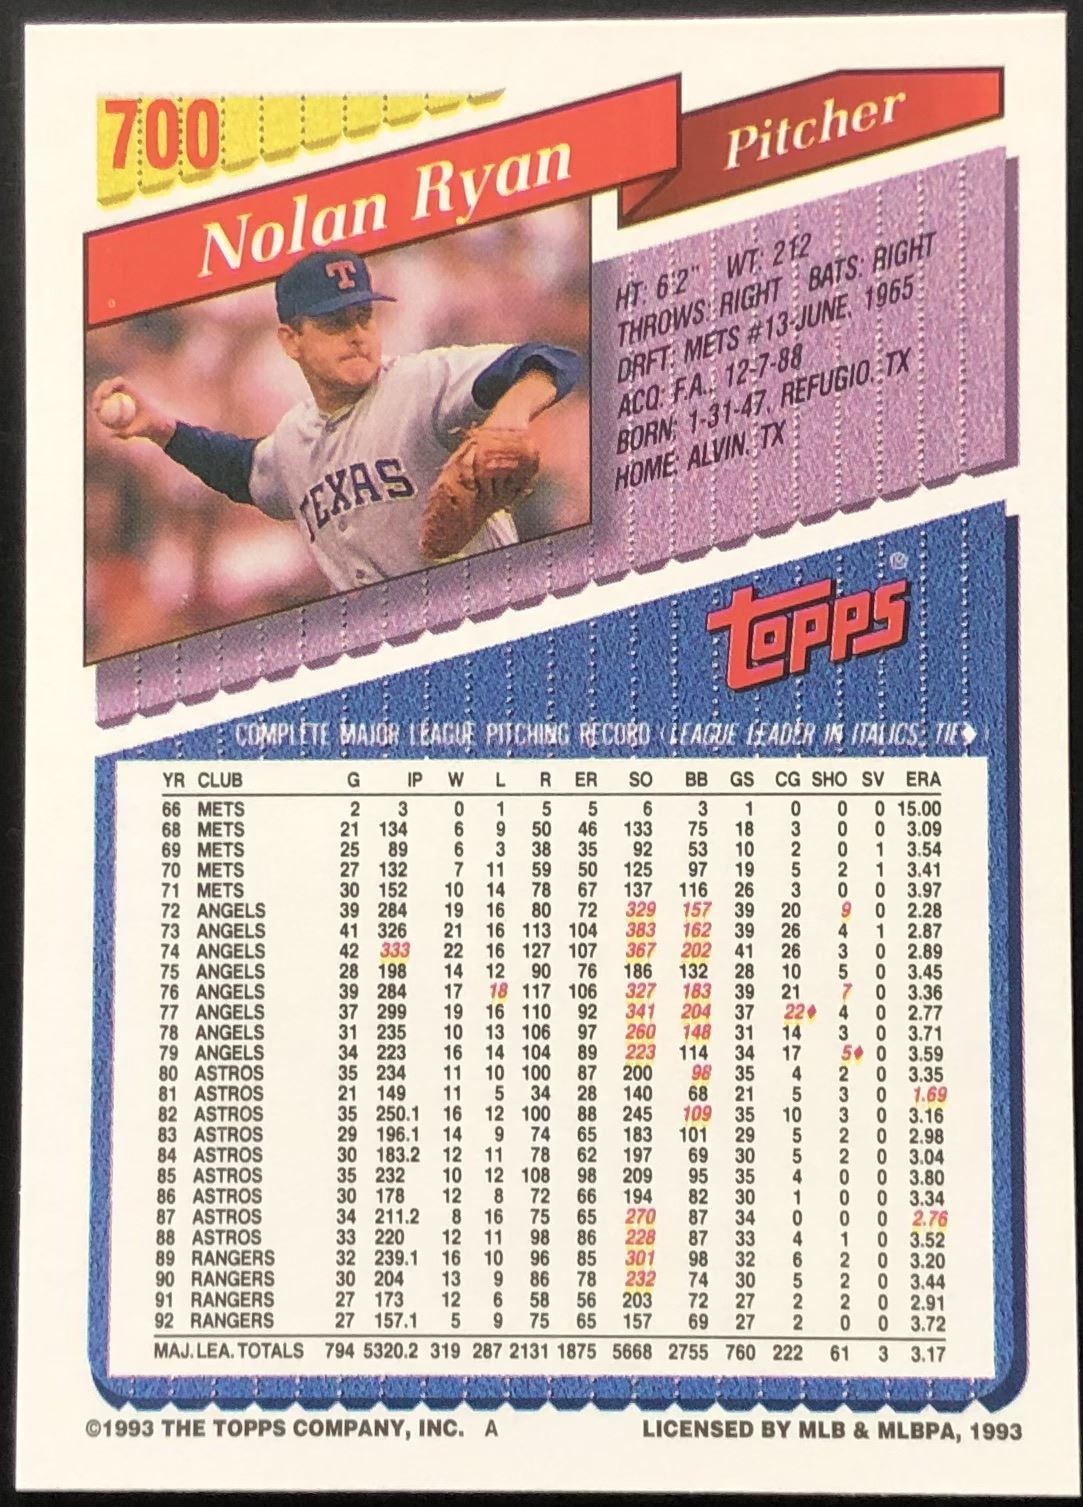 700
Nolan Ryan
Pitcher
T
TEXAS
HT: 6'2" WT: 212
THROWS: RIGHT BATS: RIGHT
DRFT: METS #13-JUNE, 1965
ACQ: F.A., 12-7-88
BORN: 1-31-47, REFUGIO, TX
HOME: ALVIN, TX
Topps®
COMPLETE MAJOR LEAGUE PITCHING RECORD (LEAGUE LEADER IN ITALICS, TIE♦)
YR CLUB G IP W L R ER SO BB GS CG SHO SV ERA
66 METS 2 3 0 1 5 5 6 3 1 0 0 0 15.00
68 METS 21 134 6 9 50 46 133 75 18 3 0 0 3.09
69 METS 25 89 6 3 38 35 92 53 10 2 0 1 3.54
70 METS 27 132 7 11 59 50 125 97 19 5 2 1 3.41
71 METS 30 152 10 14 78 67 137 116 26 3 0 0 3.97
72 ANGELS 39 284 19 16 80 72 329 157 39 20 9 0 2.28
73 ANGELS 41 326 21 16 113 104 383 162 39 26 4 1 2.87
74 ANGELS 42 333 22 16 127 107 367 202 41 26 3 0 2.89
75 ANGELS 28 198 14 12 90 76 186 132 28 10 5 0 3.45
76 ANGELS 39 284 17 18 117 106 327 183 39 21 7 0 3.36
77 ANGELS 37 299 19 16 110 92 341 204 37 22♦ 4 0 2.77
78 ANGELS 31 235 10 13 106 97 260 148 31 14 3 0 3.71
79 ANGELS 34 223 16 14 104 89 223 114 34 17 5♦ 0 3.59
80 ASTROS 35 234 11 10 100 87 200 98 35 4 2 0 3.35
81 ASTROS 21 149 11 5 34 28 140 68 21 5 3 0 1.69
82 ASTROS 35 250.1 16 12 100 88 245 109 35 10 3 0 3.16
83 ASTROS 29 196.1 14 9 74 65 183 101 29 5 2 0 2.98
84 ASTROS 30 183.2 12 11 78 62 197 69 30 5 2 0 3.04
85 ASTROS 35 232 10 12 108 98 209 95 35 4 0 0 3.80
86 ASTROS 30 178 12 8 72 66 194 82 30 1 0 0 3.34
87 ASTROS 34 211.2 8 16 75 65 270 87 34 0 0 0 2.76
88 ASTROS 33 220 12 11 98 86 228 87 33 4 1 0 3.52
89 RANGERS 32 239.1 16 10 96 85 301 98 32 6 2 0 3.20
90 RANGERS 30 204 13 9 86 78 232 74 30 5 2 0 3.44
91 RANGERS 27 173 12 6 58 56 203 72 27 2 2 0 2.91
92 RANGERS 27 157.1 5 9 75 65 157 69 27 2 0 0 3.72
MAJ. LEA. TOTALS 794 5320.2 319 287 2131 1875 5668 2755 760 222 61 3 3.17
©1993 THE TOPPS COMPANY, INC. A
LICENSED BY MLB & MLBPA, 1993